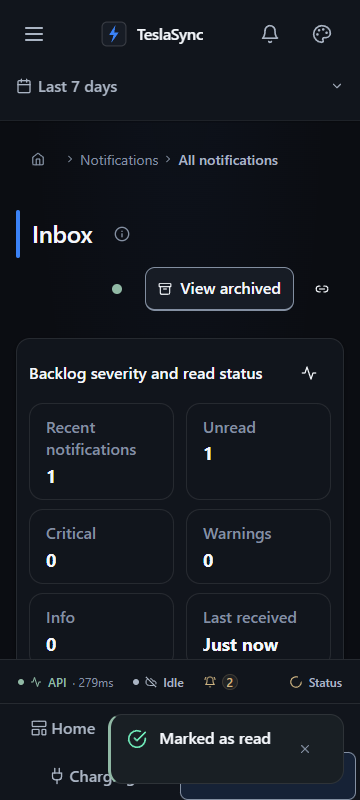 TeslaSync
Last 7 days
Notifications
All notifications
Inbox
View archived
Backlog severity and read status
Recent
notifications
1
Unread
1
Critical
0
Warnings
0
Info
0
Last received
Just now
API · 279ms
Idle
2
Status
Home
Marked as read